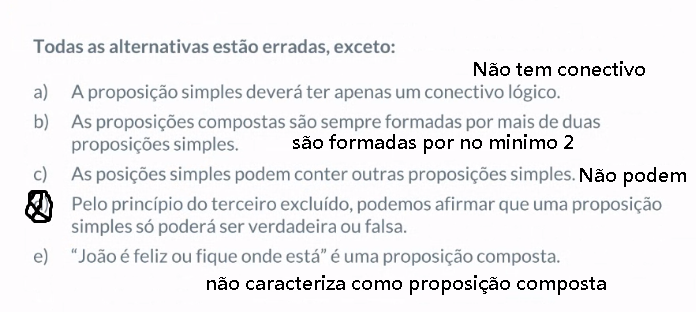 Todas as alternativas estão erradas, exceto:
Não tem conectivo
a) A proposição simples deverá ter apenas um conectivo lógico.
b) As proposições compostas são sempre formadas por mais de duas
proposições simples. são formadas por no minimo 2
c) As posições simples podem conter outras proposições simples. Não podem
Pelo princípio do terceiro excluído, podemos afirmar que uma proposição
simples só poderá ser verdadeira ou falsa.
e) “João é feliz ou fique onde está” é uma proposição composta.
não caracteriza como proposição composta